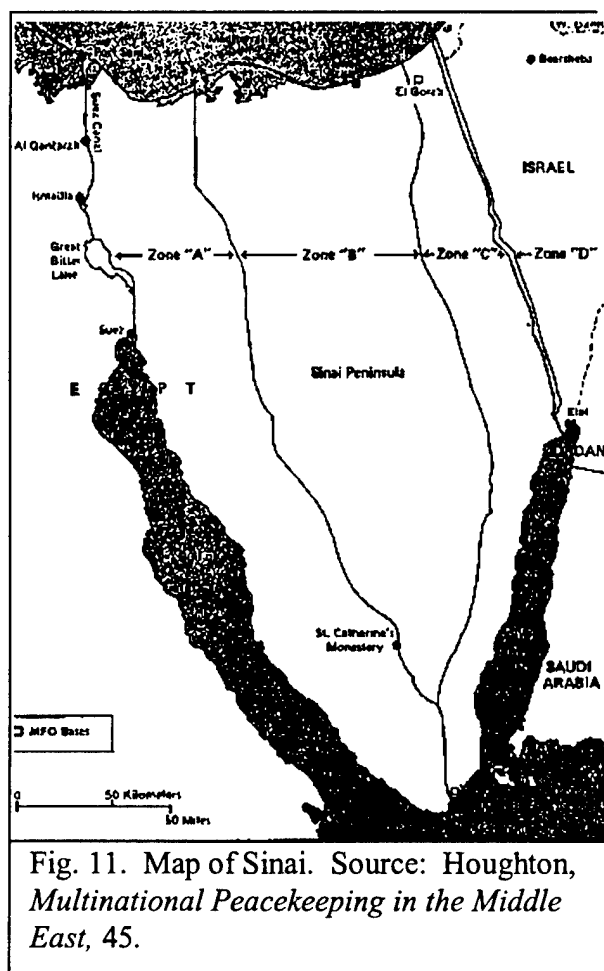 Beersheba
El Gorah
Suez Canal
Al Qantarah
ISRAEL
Ismailia
Great
Bitter
Lake
Zone "A"
Zone "B"
Zone "C"
Zone "D"
Suez
Sinai Peninsula
E
P T
Elat
DAN
St. Catherine's
Monastery
SAUDI
ARABIA
MFO Bases
0
50 Kilometers
50 Miles
Fig. 11. Map of Sinai. Source: Houghton,
Multinational Peacekeeping in the Middle
East, 45.